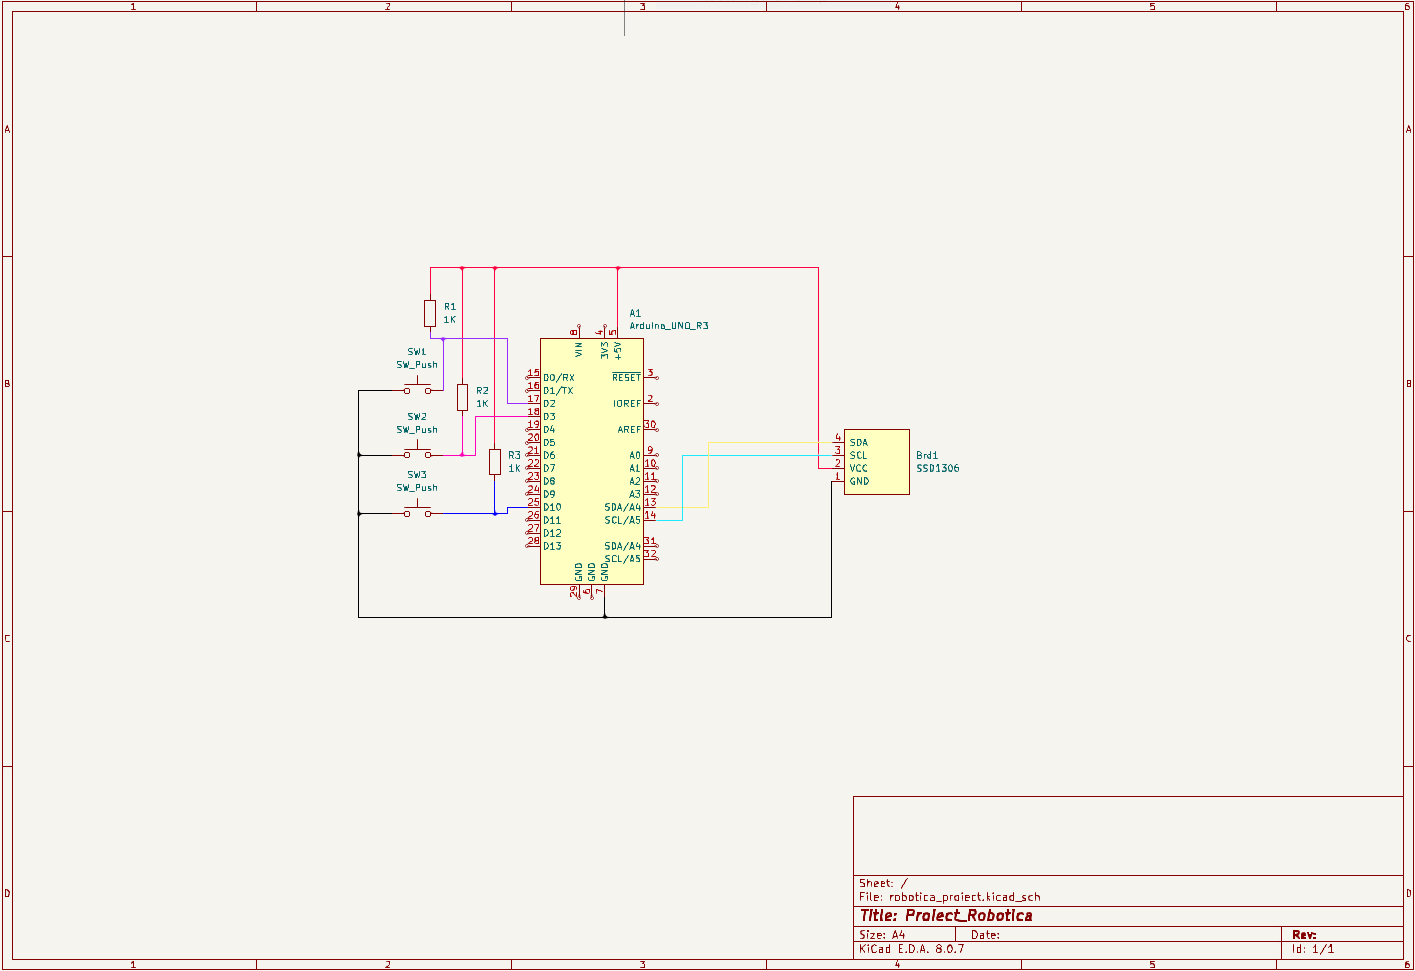 1 2 3 4 5 6
A A
R1
1K
A1
Arduino_UNO_R3
8 4 5
VIN 3V3 +5V
SW1
SW_Push
15 D0/RX RESET 3
16 D1/TX
17 D2 IOREF 2
18 D3
19 D4 AREF 30
20 D5
21 D6 A0 9
22 D7 A1 10
23 D8 A2 11
24 D9 A3 12
25 D10 SDA/A4 13
26 D11 SCL/A5 14
27 D12
28 D13 SDA/A4 31
SCL/A5 32
GND GND GND
29 6 7
B B
R2
1K
SW2
SW_Push
R3
1K
SW3
SW_Push
4 SDA
3 SCL
2 VCC
1 GND
Brd1
SSD1306
C C
D D
Sheet: /
File: robotica_proiect.kicad_sch
Title: Proiect_Robotica
Size: A4 Date: Rev:
KiCad E.D.A. 8.0.7 Id: 1/1
1 2 3 4 5 6